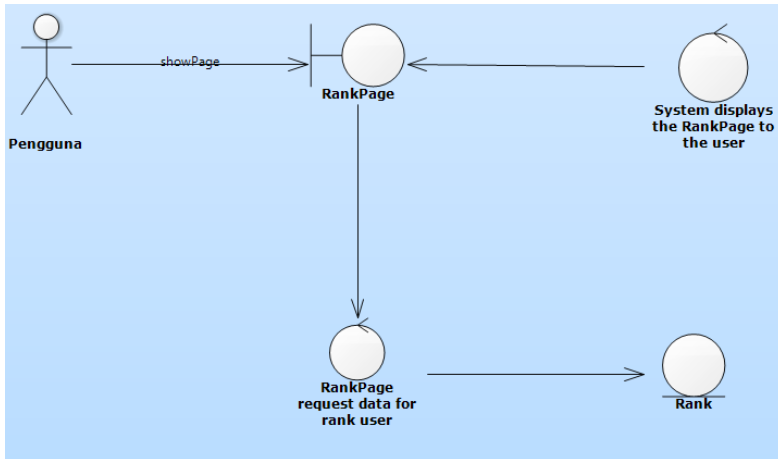 showPage
RankPage
System displays
the RankPage to
the user
Pengguna
RankPage
request data for
rank user
Rank